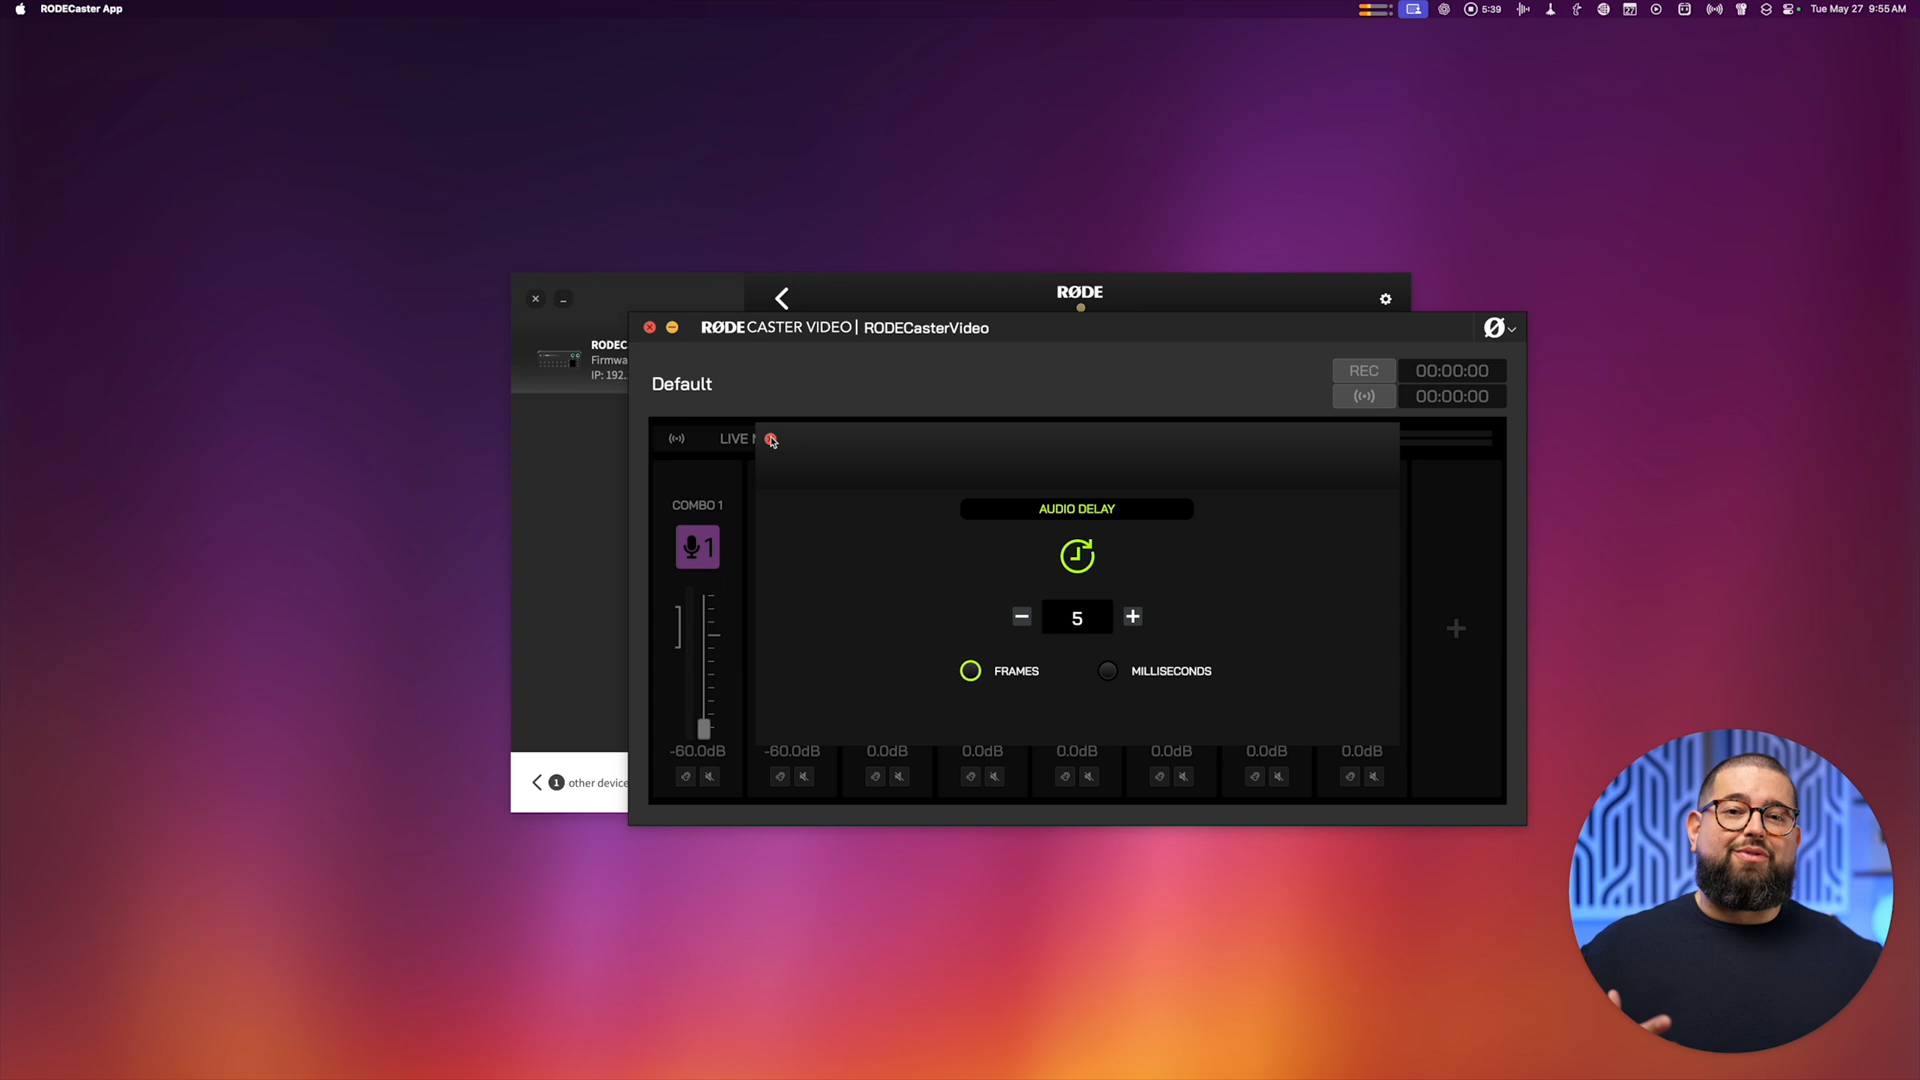 RODECaster App
5:39
27
Tue May 27 9:55 AM
RØDE
RØDECASTER VIDEO | RODECasterVideo
Ø
RODEC
Firmwa
IP: 192.
Default
REC 00:00:00
00:00:00
LIVE
AUDIO DELAY
COMBO 1
1
5
FRAMES MILLISECONDS
-60.0dB -60.0dB 0.0dB 0.0dB 0.0dB 0.0dB 0.0dB 0.0dB
1 other device